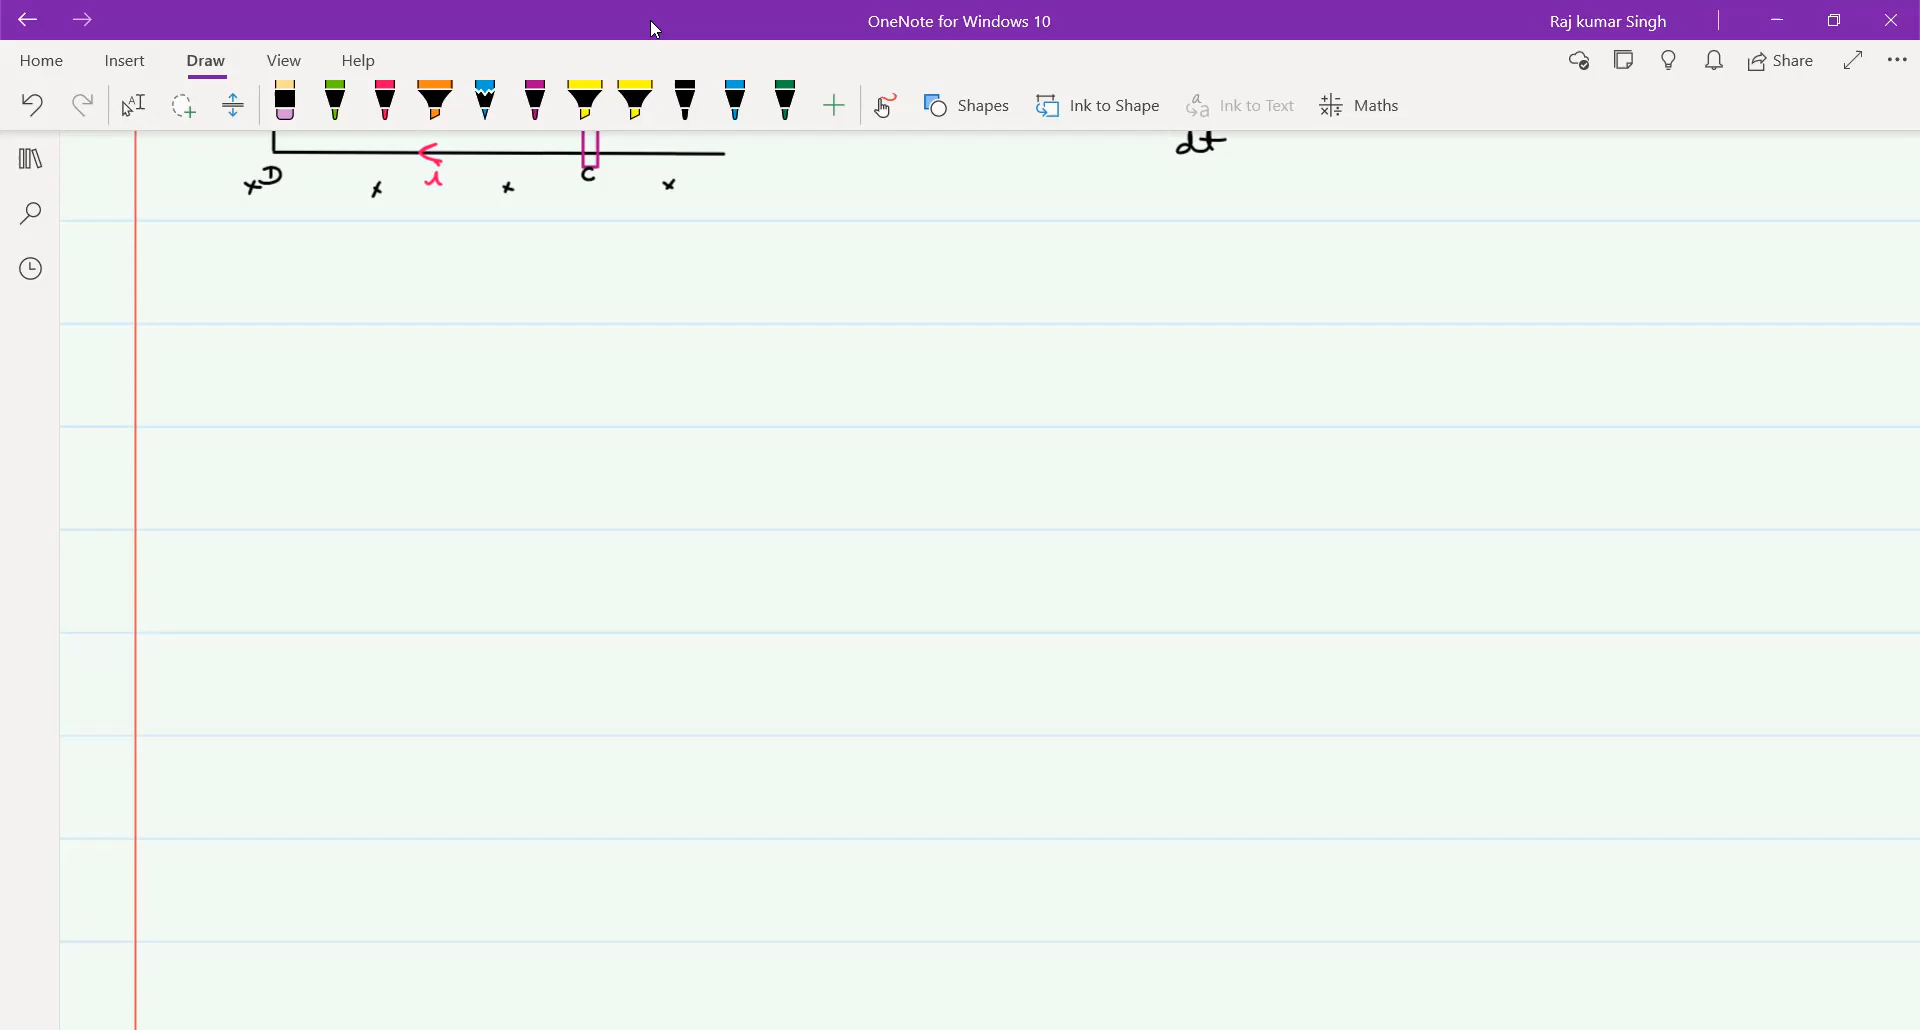 OneNote for Windows 10
Raj kumar Singh
Home Insert Draw View Help
Share
Shapes Ink to Shape Ink to Text Maths
dt
D i C
x x x x